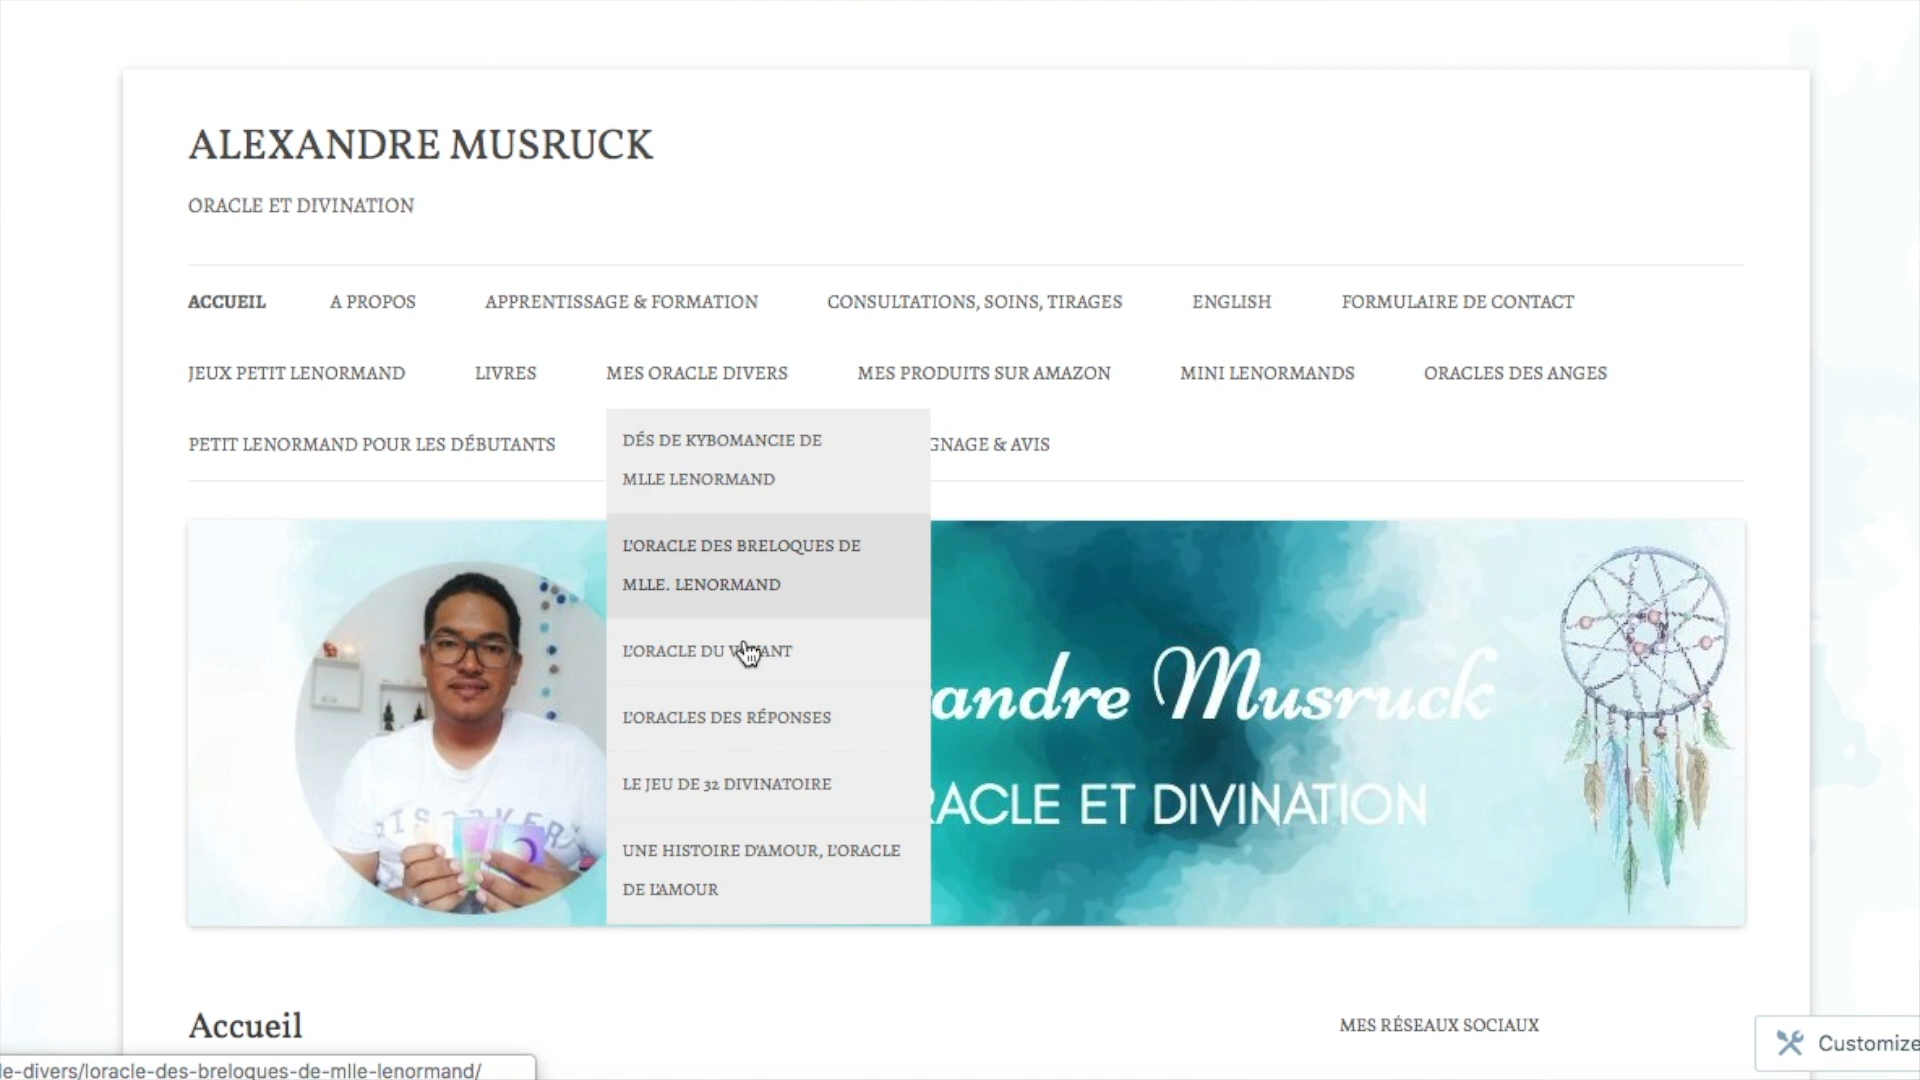 ALEXANDRE MUSRUCK
ORACLE ET DIVINATION
ACCUEIL A PROPOS APPRENTISSAGE & FORMATION CONSULTATIONS, SOINS, TIRAGES ENGLISH FORMULAIRE DE CONTACT
JEUX PETIT LENORMAND LIVRES MES ORACLE DIVERS MES PRODUITS SUR AMAZON MINI LENORMANDS ORACLES DES ANGES
PETIT LENORMAND POUR LES DÉBUTANTS GNAGE & AVIS
DÉS DE KYBOMANCIE DE
MLLE LENORMAND
L'ORACLE DES BRELOQUES DE
MLLE. LENORMAND
L'ORACLE DU
L'ORACLES DES RÉPONSES
LE JEU DE 32 DIVINATOIRE
UNE HISTOIRE D'AMOUR, L'ORACLE
DE L'AMOUR
andre Musruck
RACLE ET DIVINATION
Accueil
MES RÉSEAUX SOCIAUX
Customize
le-divers/loracle-des-breloques-de-mlle-lenormand/